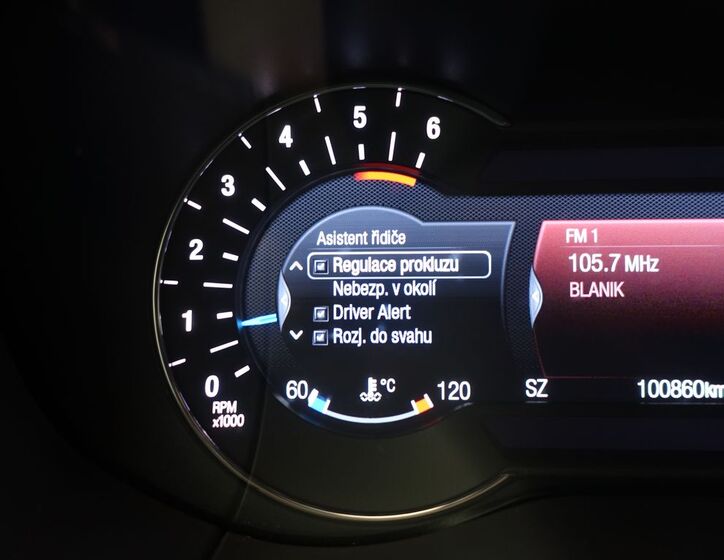 6
5
4
3
2
1
0
RPM
x1000
Asistent řidiče
Regulace prokluzu
Nebezp. v okolí
Driver Alert
Rozj. do svahu
60 °C 120
FM 1
105.7 MHz
BLANIK
SZ 100860km